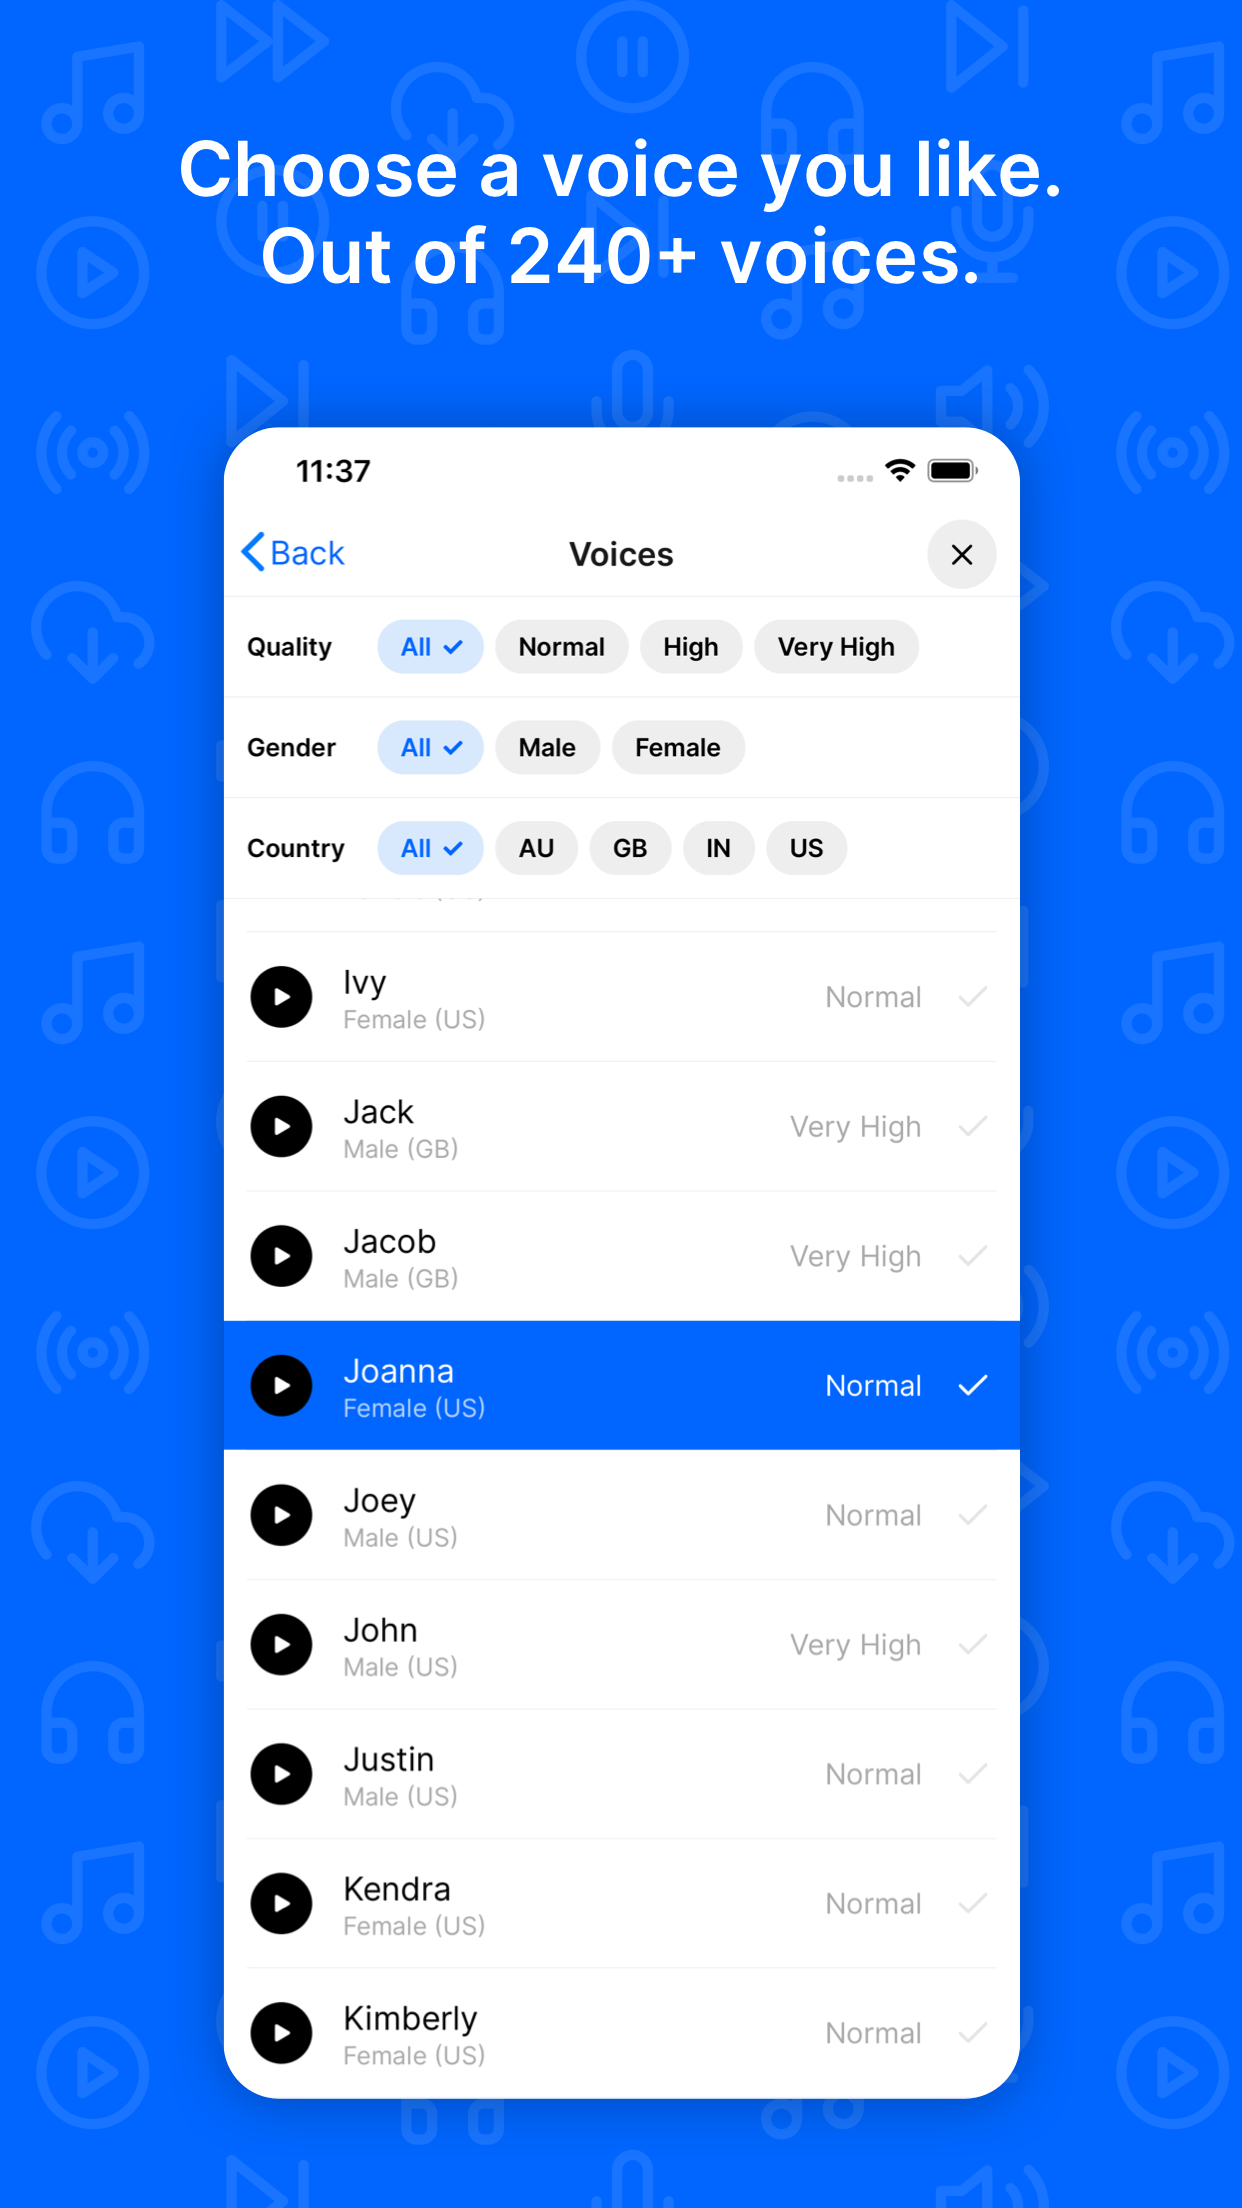 Choose a voice you like.
Out of 240+ voices.
11:37
Back
Voices
Quality All Normal High Very High
Gender All Male Female
Country All AU GB IN US
Ivy
Female (US)
Normal
Jack
Male (GB)
Very High
Jacob
Male (GB)
Very High
Joanna
Female (US)
Normal
Joey
Male (US)
Normal
John
Male (US)
Very High
Justin
Male (US)
Normal
Kendra
Female (US)
Normal
Kimberly
Female (US)
Normal